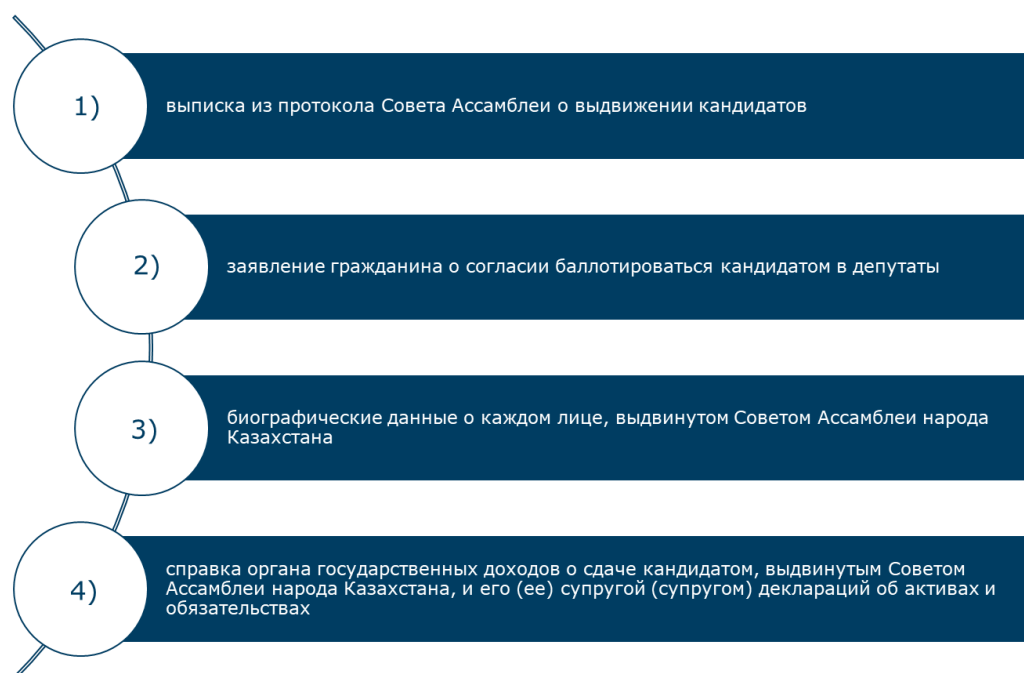 1)
выписка из протокола Совета Ассамблеи о выдвижении кандидатов
2)
заявление гражданина о согласии баллотироваться кандидатом в депутаты
3)
биографические данные о каждом лице, выдвинутом Советом Ассамблеи народа
Казахстана
4)
справка органа государственных доходов о сдаче кандидатом, выдвинутым Советом
Ассамблеи народа Казахстана, и его (ее) супругой (супругом) деклараций об активах и
обязательствах